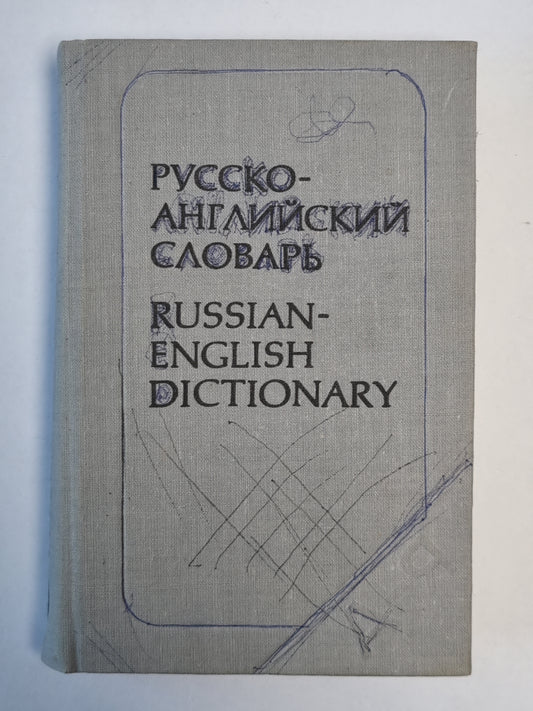 РУССКО-
АНГЛИЙСКИЙ
СЛОВАРЬ
RUSSIAN-
ENGLISH
DICTIONARY